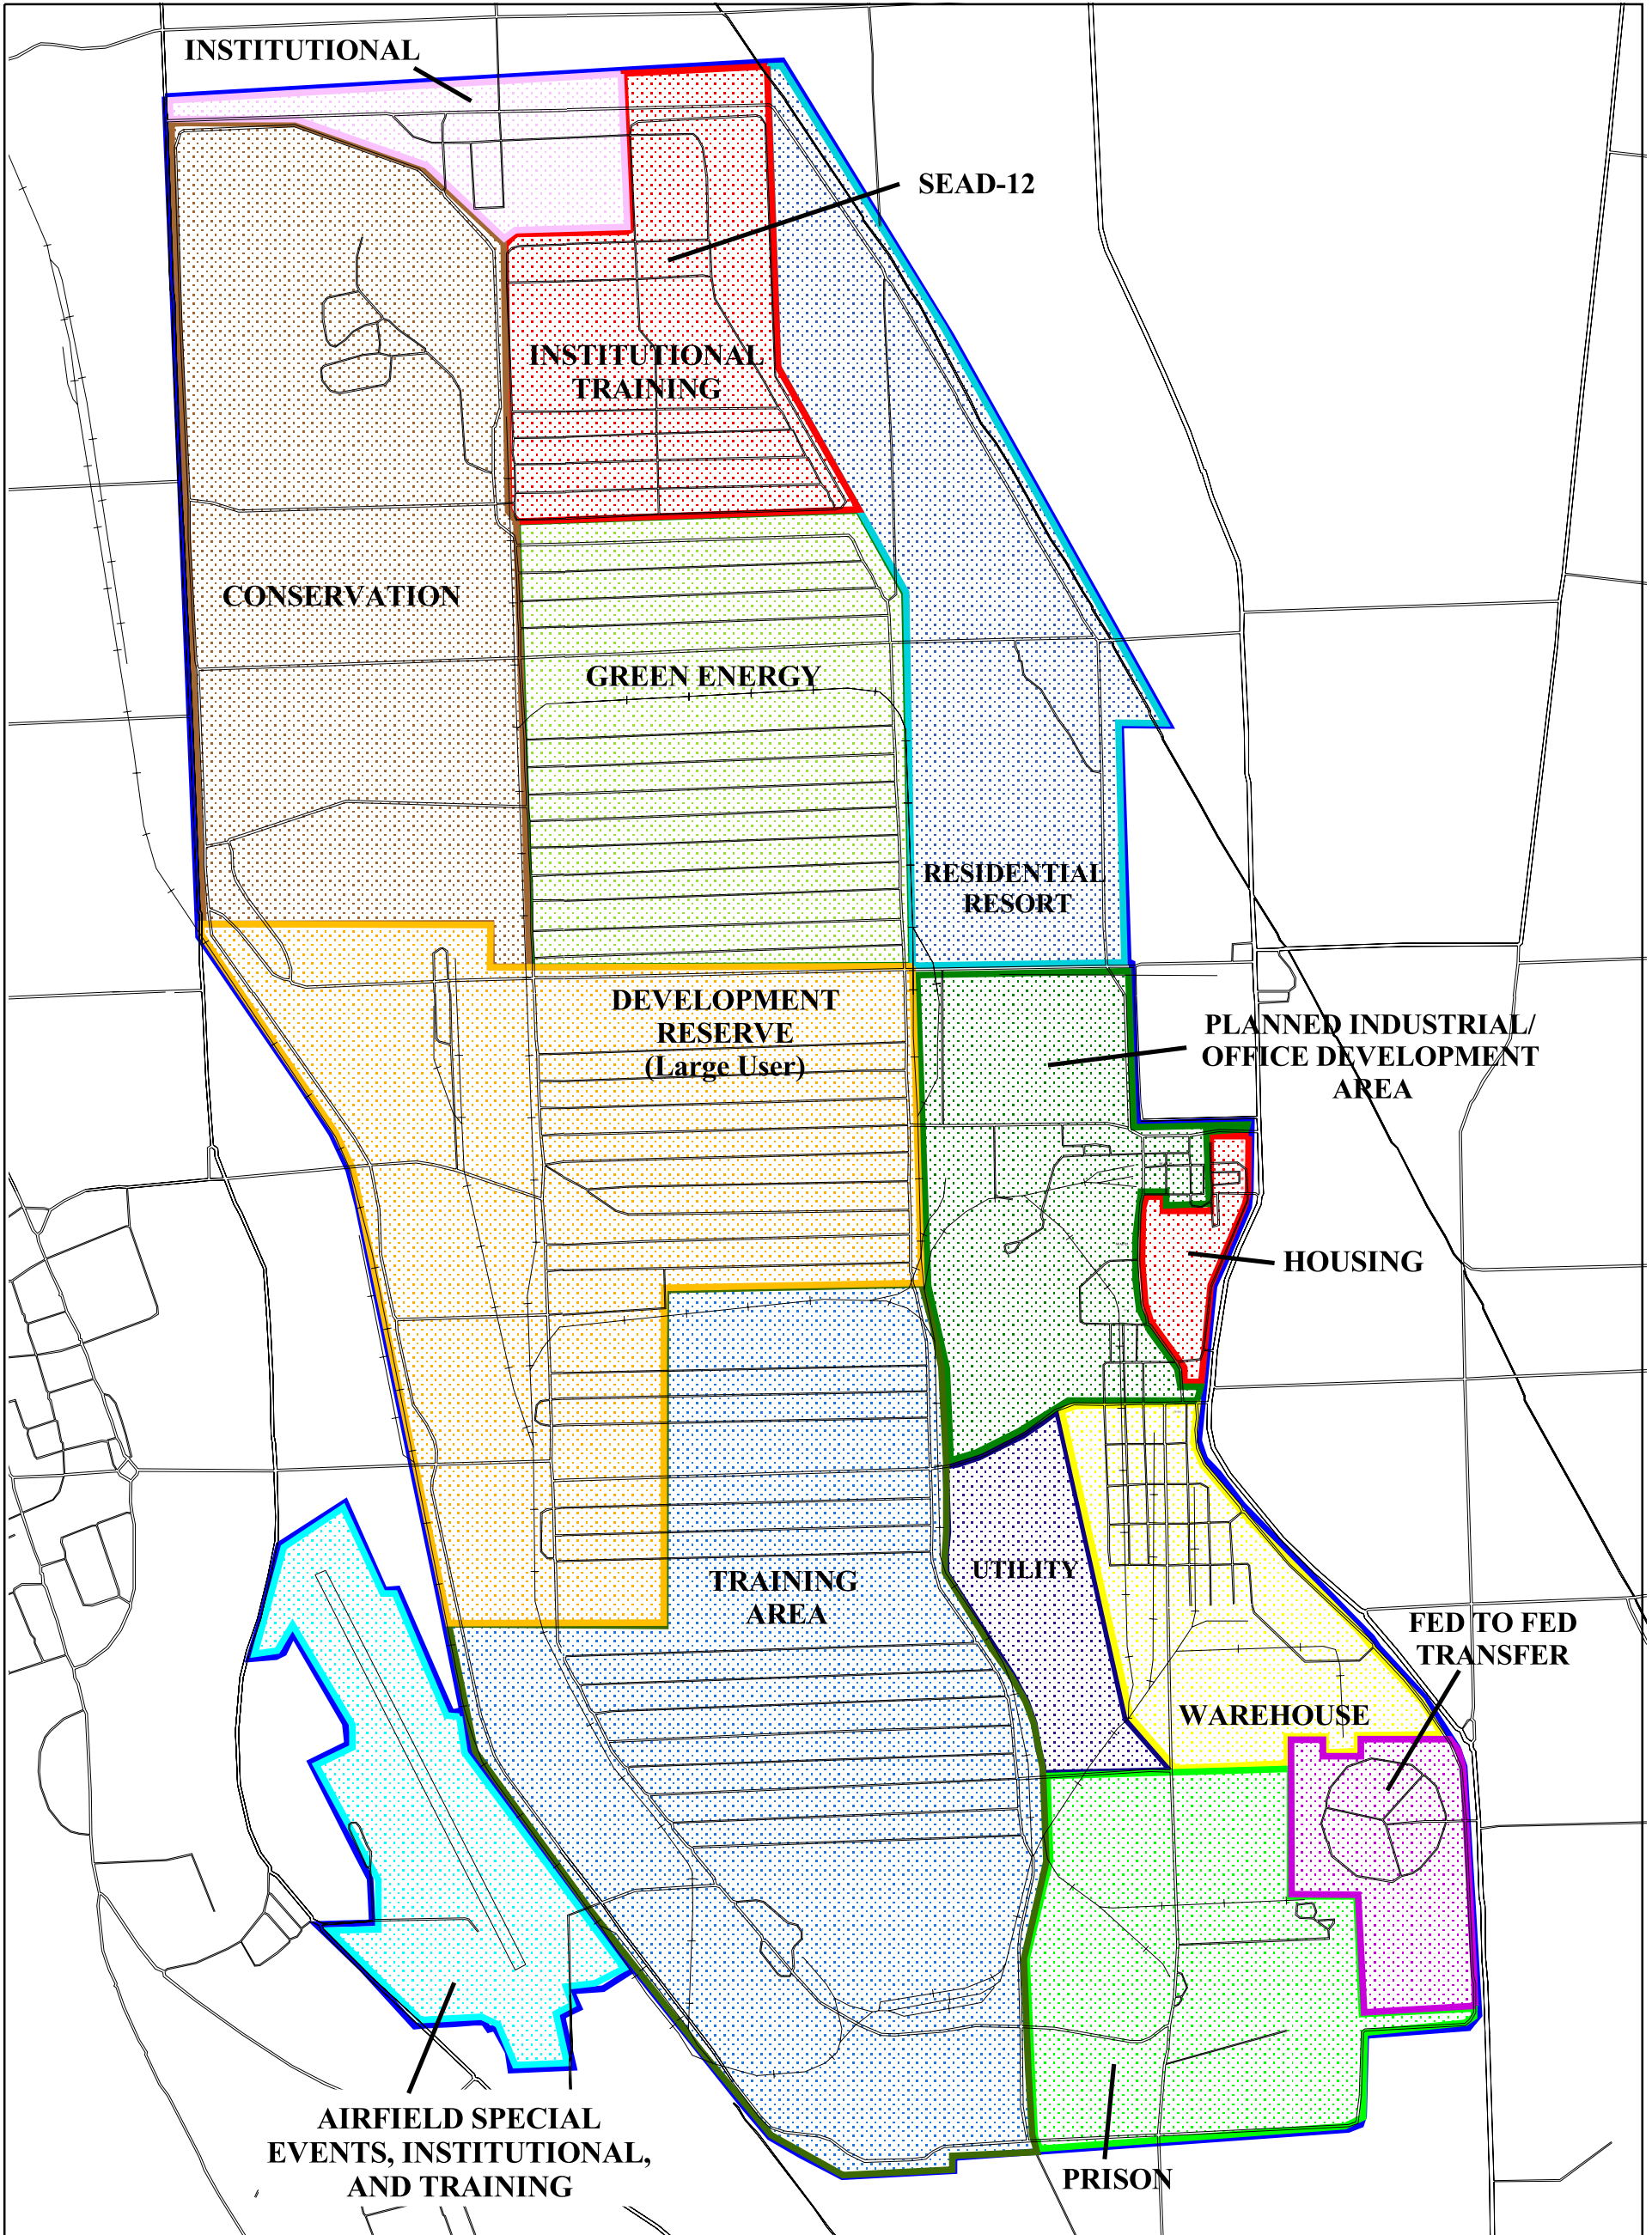 INSTITUTIONAL
SEAD-12
INSTITUTIONAL
TRAINING
CONSERVATION
GREEN ENERGY
RESIDENTIAL
RESORT
DEVELOPMENT
RESERVE
(Large User)
PLANNED INDUSTRIAL/
OFFICE DEVELOPMENT
AREA
HOUSING
UTILITY
TRAINING
AREA
FED TO FED
TRANSFER
WAREHOUSE
AIRFIELD SPECIAL
EVENTS, INSTITUTIONAL,
AND TRAINING
PRISON